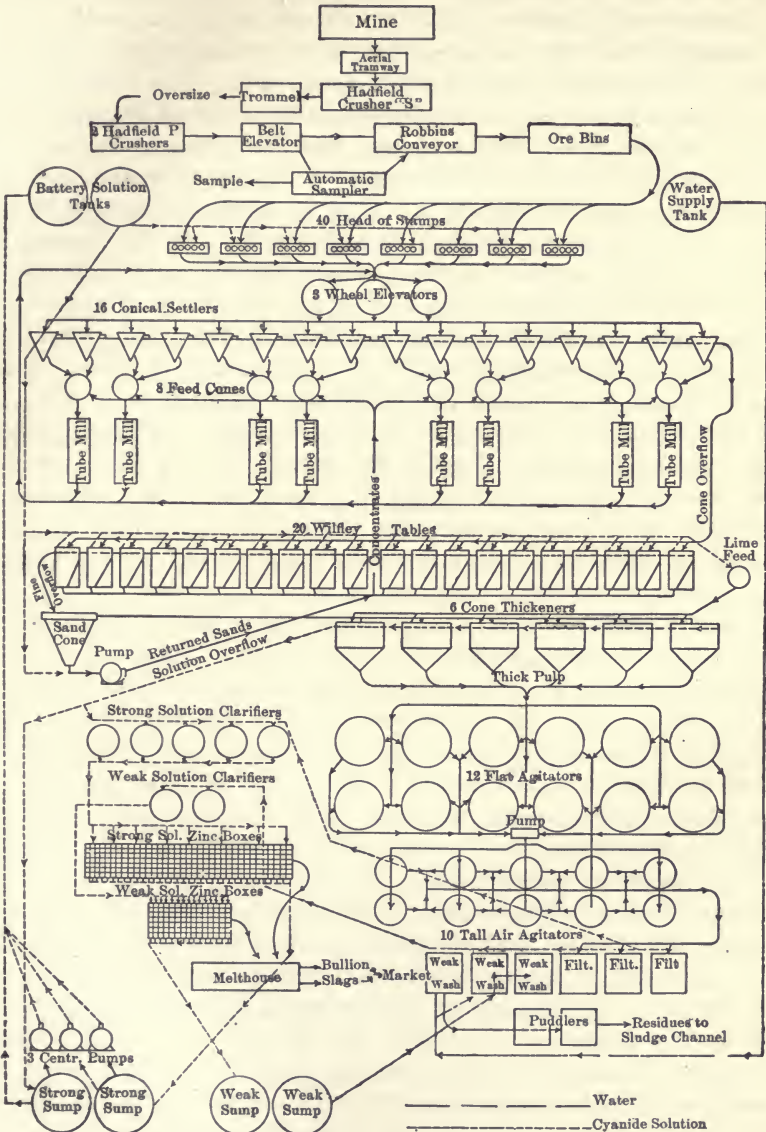 Mine
Aerial
Tramway
Hadfield
Crusher "S"
Trommel
Oversize
2 Hadfield P
Crushers
Belt
Elevator
Robbins
Conveyor
Ore Bins
Automatic
Sampler
Sample
Battery Solution
Tanks
Water
Supply
Tank
40 Head of Stamps
3 Wheel Elevators
16 Conical Settlers
8 Feed Cones
Tube Mill
Tube Mill
Tube Mill
Tube Mill
Tube Mill
Tube Mill
Tube Mill
Tube Mill
Concentrates
Cone Overflow
20 Wilfley Tables
Lime
Feed
Fine
Overflow
Sand
Cone
Pump
Returned Sands
Solution Overflow
6 Cone Thickeners
Thick Pulp
Strong Solution Clarifiers
Weak Solution Clarifiers
12 Flat Agitators
Pump
Strong Sol. Zinc Boxes
Weak Sol. Zinc Boxes
10 Tall Air Agitators
Melthouse
Bullion
Slags
Market
Weak
Wash
Weak
Wash
Weak
Wash
Filt.
Filt.
Filt
Puddlers
Residues to
Sludge Channel
3 Centr. Pumps
Strong
Sump
Strong
Sump
Weak
Sump
Weak
Sump
Water
Cyanide Solution